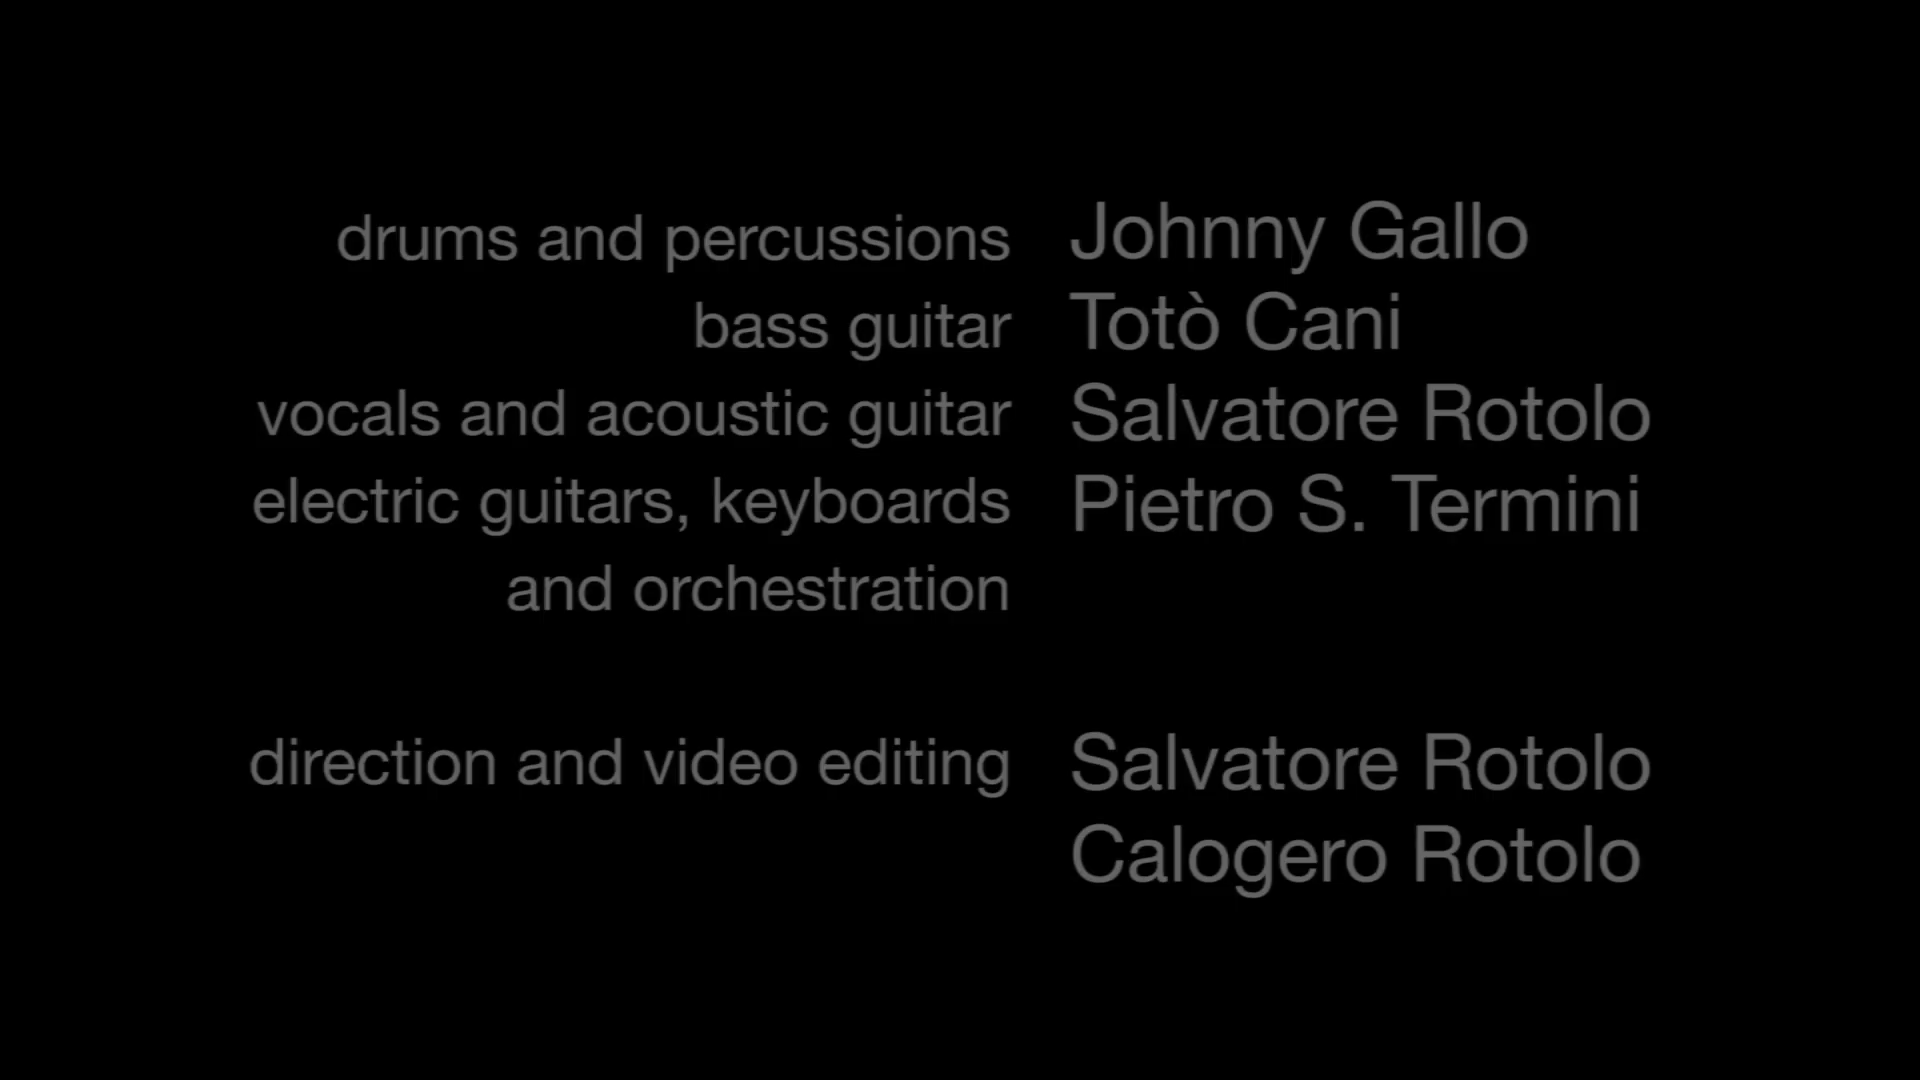 drums and percussions Johnny Gallo
bass guitar Totò Cani
vocals and acoustic guitar Salvatore Rotolo
electric guitars, keyboards Pietro S. Termini
and orchestration
direction and video editing Salvatore Rotolo
Calogero Rotolo